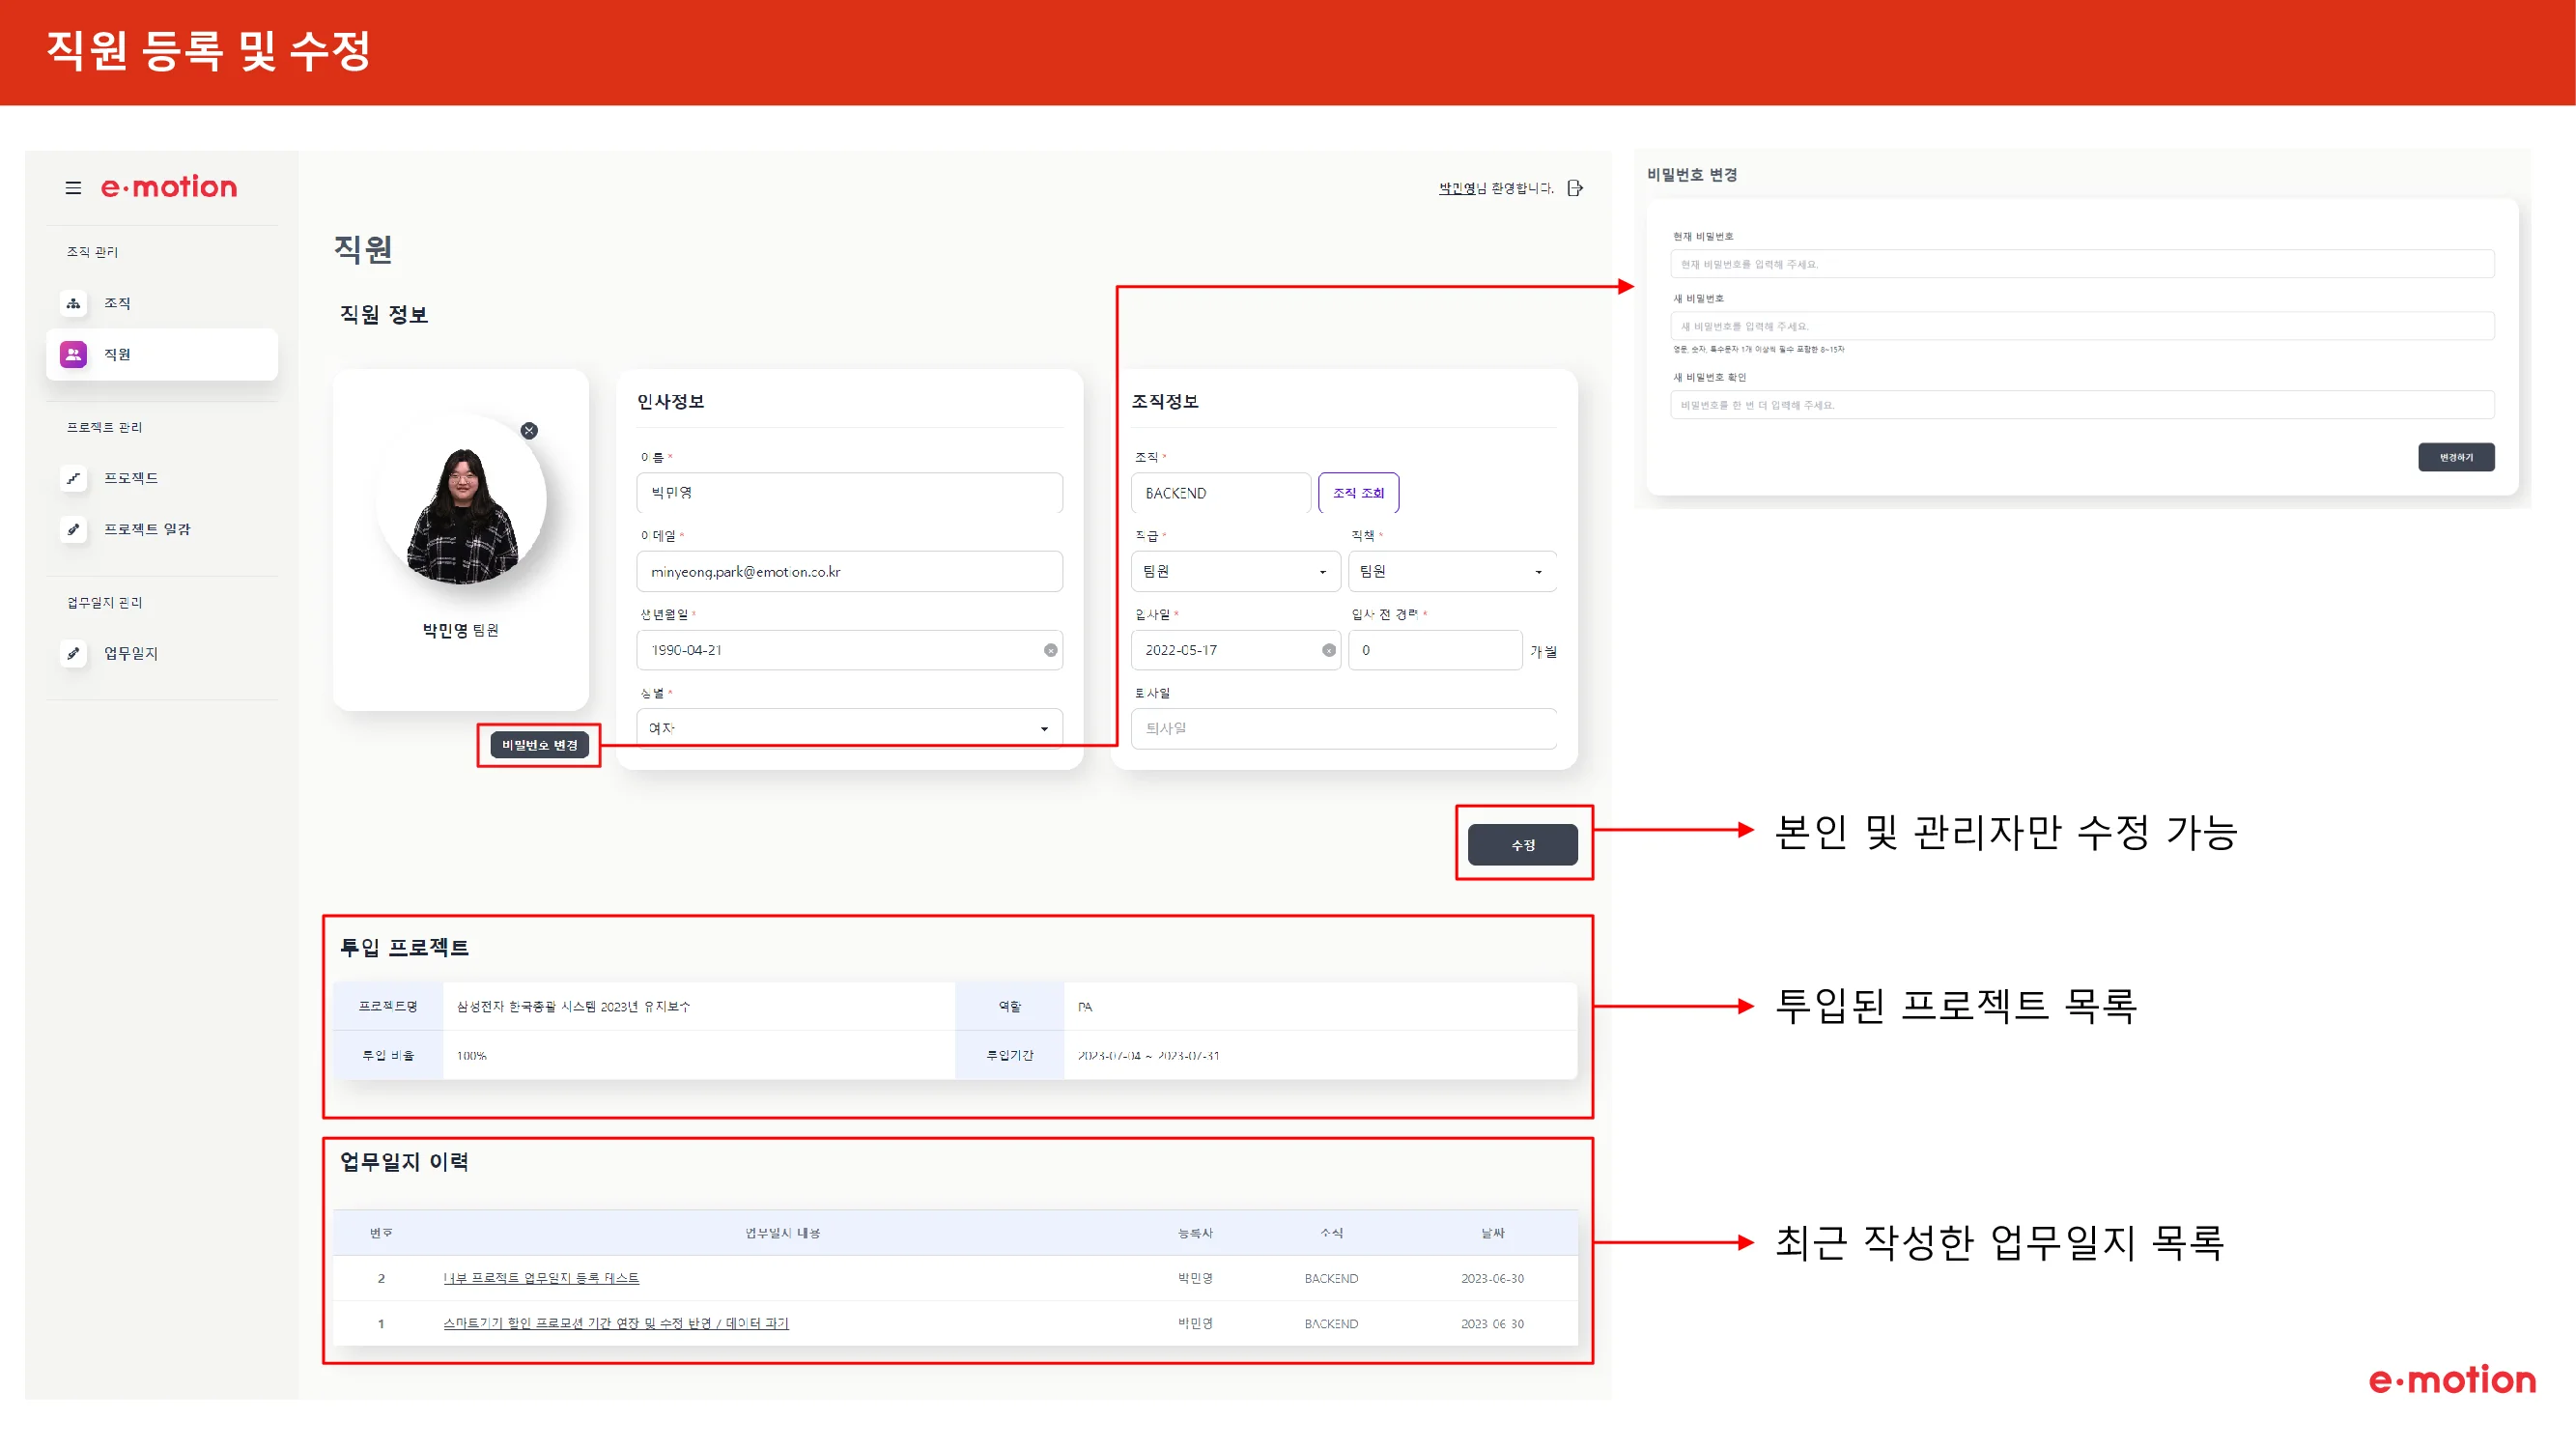 직원 등록 및 수정
e·motion
박민영님 환영합니다.
조직 관리
조직
직원
프로젝트 관리
프로젝트
프로젝트 일감
업무일지 관리
업무일지
직원
직원 정보
박민영 팀원
비밀번호 변경
인사정보
이름 *
박민영
이메일 *
minyeong.park@emotion.co.kr
생년월일 *
1990-04-21
성별 *
여자
조직정보
조직 *
BACKEND
조직 조회
직급 *
직책 *
팀원
팀원
입사일 *
입사 전 경력 *
2022-05-17
0
개월
퇴사일
퇴사일
수정
투입 프로젝트
프로젝트명
삼성전자 한국총괄 시스템 2023년 유지보수
역할
PA
투입 비율
100%
투입기간
2023-07-04 ~ 2023-07-31
업무일지 이력
번호
업무일지 내용
등록자
조직
날짜
2
내부 프로젝트 업무일지 등록 테스트
박민영
BACKEND
2023-06-30
1
스마트기기 할인 프로모션 기간 연장 및 수정 반영 / 데이터 파기
박민영
BACKEND
2023-06-30
비밀번호 변경
현재 비밀번호
현재 비밀번호를 입력해 주세요.
새 비밀번호
새 비밀번호를 입력해 주세요.
영문, 숫자, 특수문자 1개 이상씩 필수 포함한 8~15자
새 비밀번호 확인
비밀번호를 한 번 더 입력해 주세요.
변경하기
본인 및 관리자만 수정 가능
투입된 프로젝트 목록
최근 작성한 업무일지 목록
e·motion